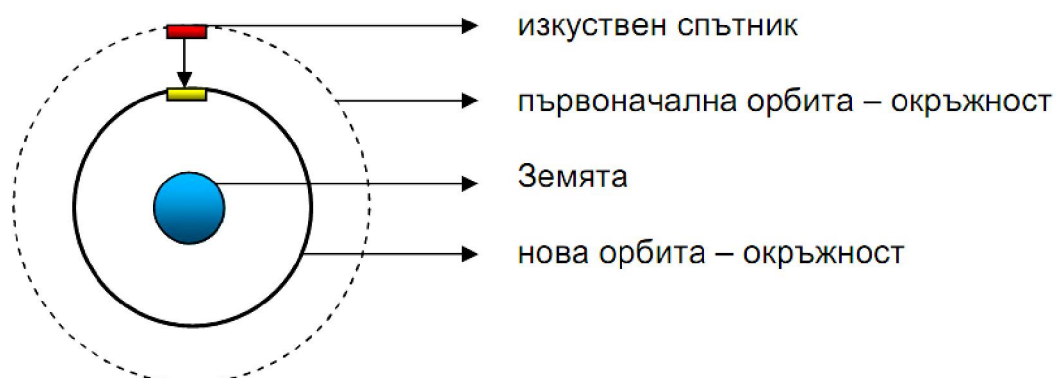 изкуствен спътник
първоначална орбита – окръжност
Земята
нова орбита – окръжност